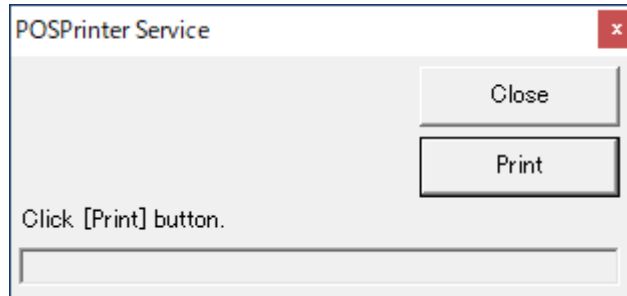 POSPrinter Service
x
Close
Print
Click [Print] button.